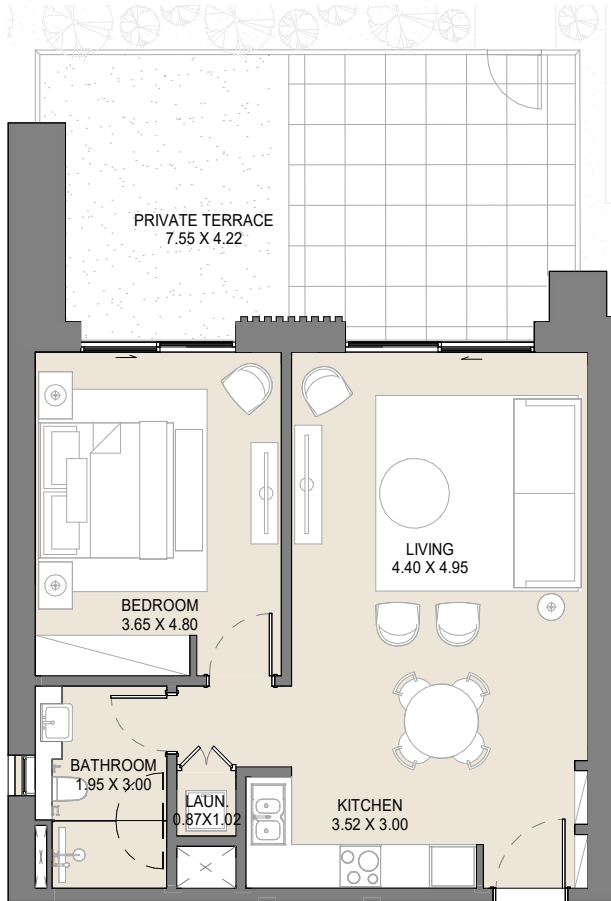 PRIVATE TERRACE
7.55 X 4.22
LIVING
4.40 X 4.95
BEDROOM
3.65 X 4.80
BATHROOM
1.95 X 3.00
LAUN.
0.87X1.02
KITCHEN
3.52 X 3.00